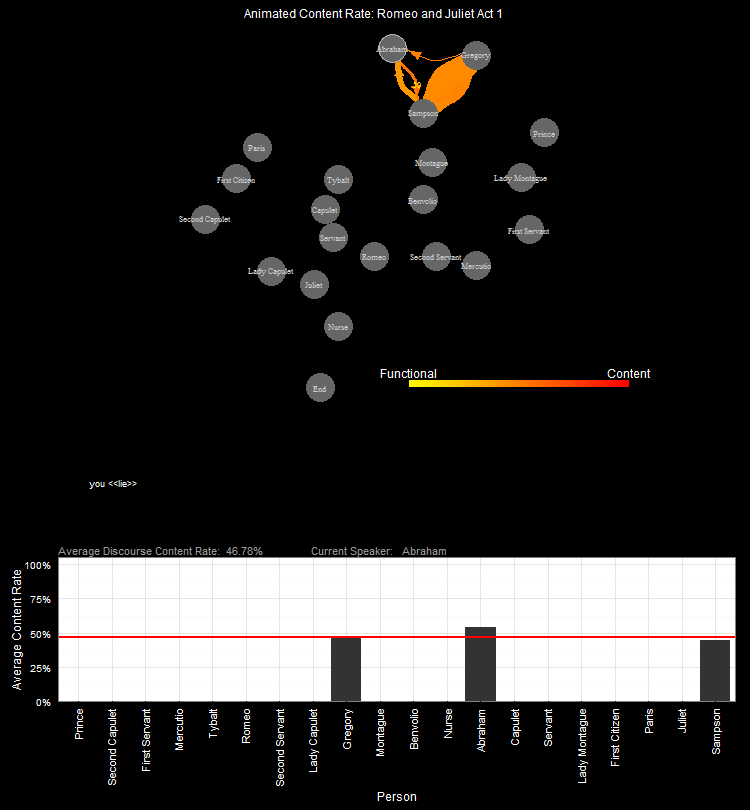 Animated Content Rate: Romeo and Juliet Act 1
Abraham
Gregory
Sampson
Prince
Paris
Montague
First Citizen
Tybalt
Lady Montague
Benvolio
Capulet
Second Capulet
First Servant
Servant
Romeo
Second Servant
Mercutio
Lady Capulet
Juliet
Nurse
Functional
Content
End
you <<lie>>
Average Discourse Content Rate: 46.78%
Current Speaker: Abraham
100%
75%
50%
25%
0%
Average Content Rate
Prince
Second Capulet
First Servant
Mercutio
Tybalt
Romeo
Second Servant
Lady Capulet
Gregory
Montague
Benvolio
Nurse
Abraham
Capulet
Servant
Lady Montague
First Citizen
Paris
Juliet
Sampson
Person